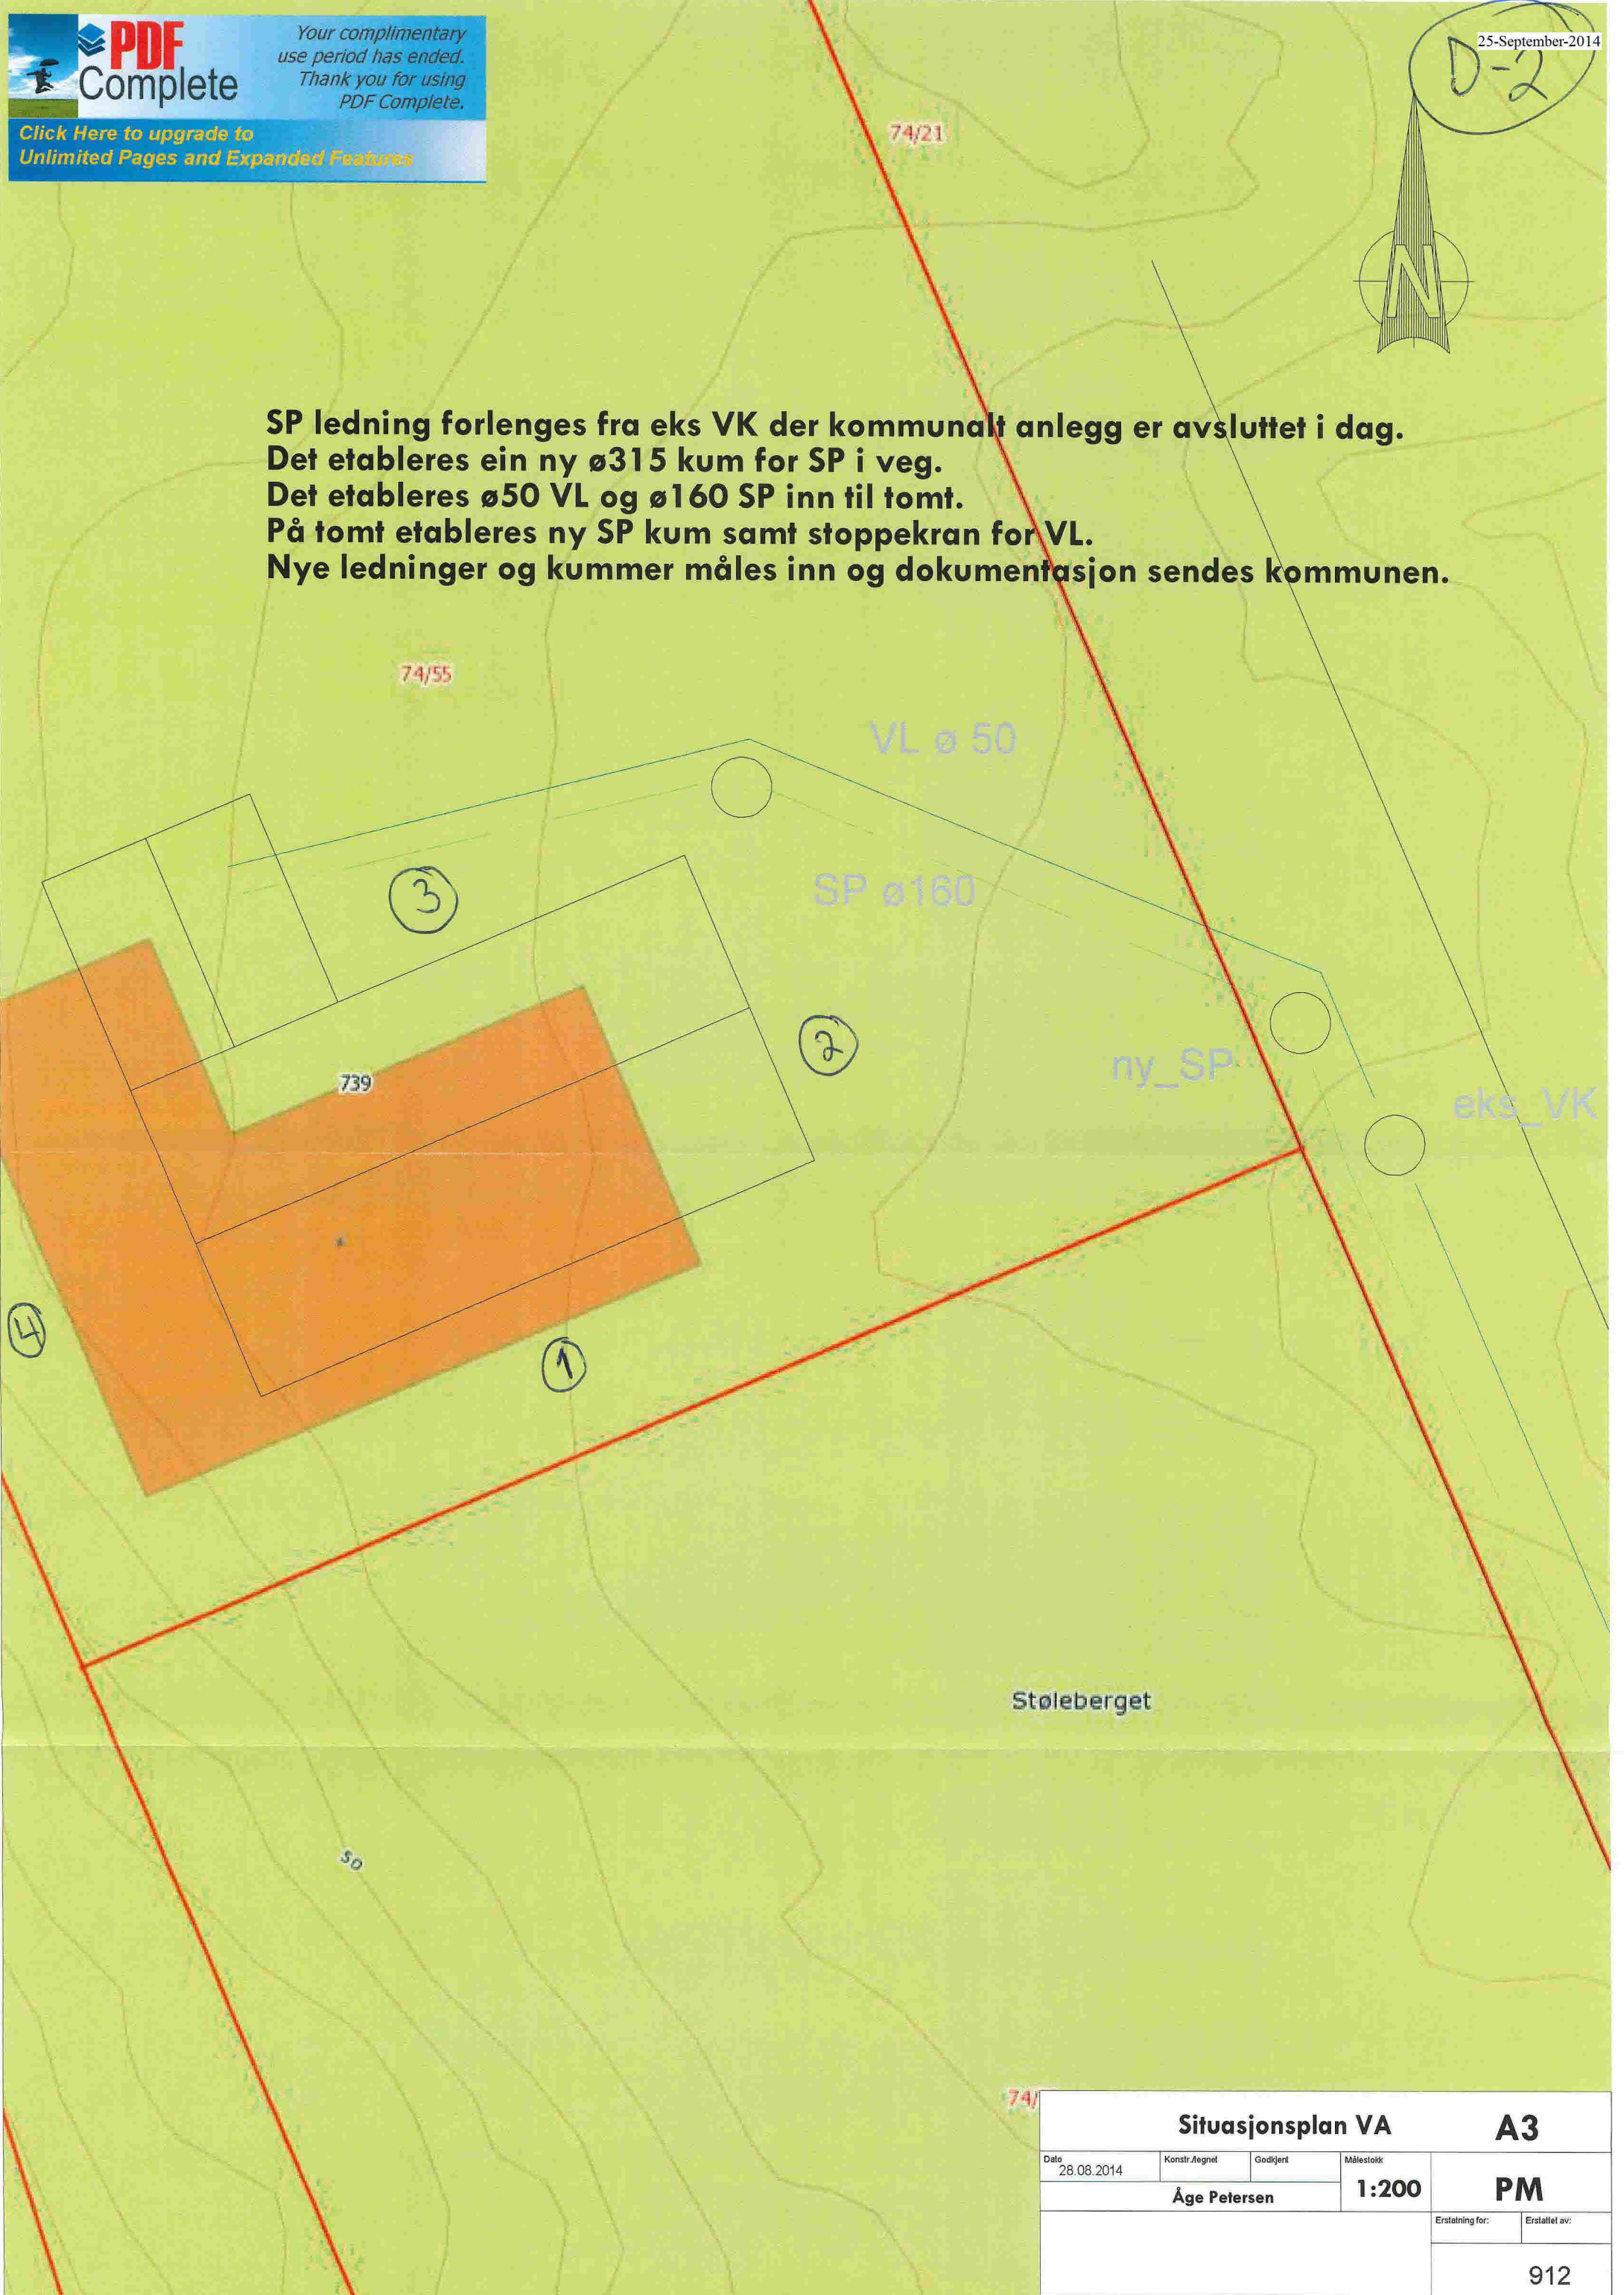 PDF
Complete
Your complimentary
use period has ended.
Thank you for using
PDF Complete.
Click Here to upgrade to
Unlimited Pages and Expanded Features
25-September-2014
D-2
N
74/21
SP ledning forlenges fra eks VK der kommunalt anlegg er avsluttet i dag.
Det etableres ein ny ø315 kum for SP i veg.
Det etableres ø50 VL og ø160 SP inn til tomt.
På tomt etableres ny SP kum samt stoppekran for VL.
Nye ledninger og kummer måles inn og dokumentasjon sendes kommunen.
74/55
VL ø 50
3
SP ø160
2
739
ny_SP
eks_VK
4
1
Støleberget
50
74/
Situasjonsplan VA
A3
Dato
28.08.2014
Konstr./tegnet
Godkjent
Målestokk
1:200
PM
Åge Petersen
Erstatning for:
Erstattet av:
912